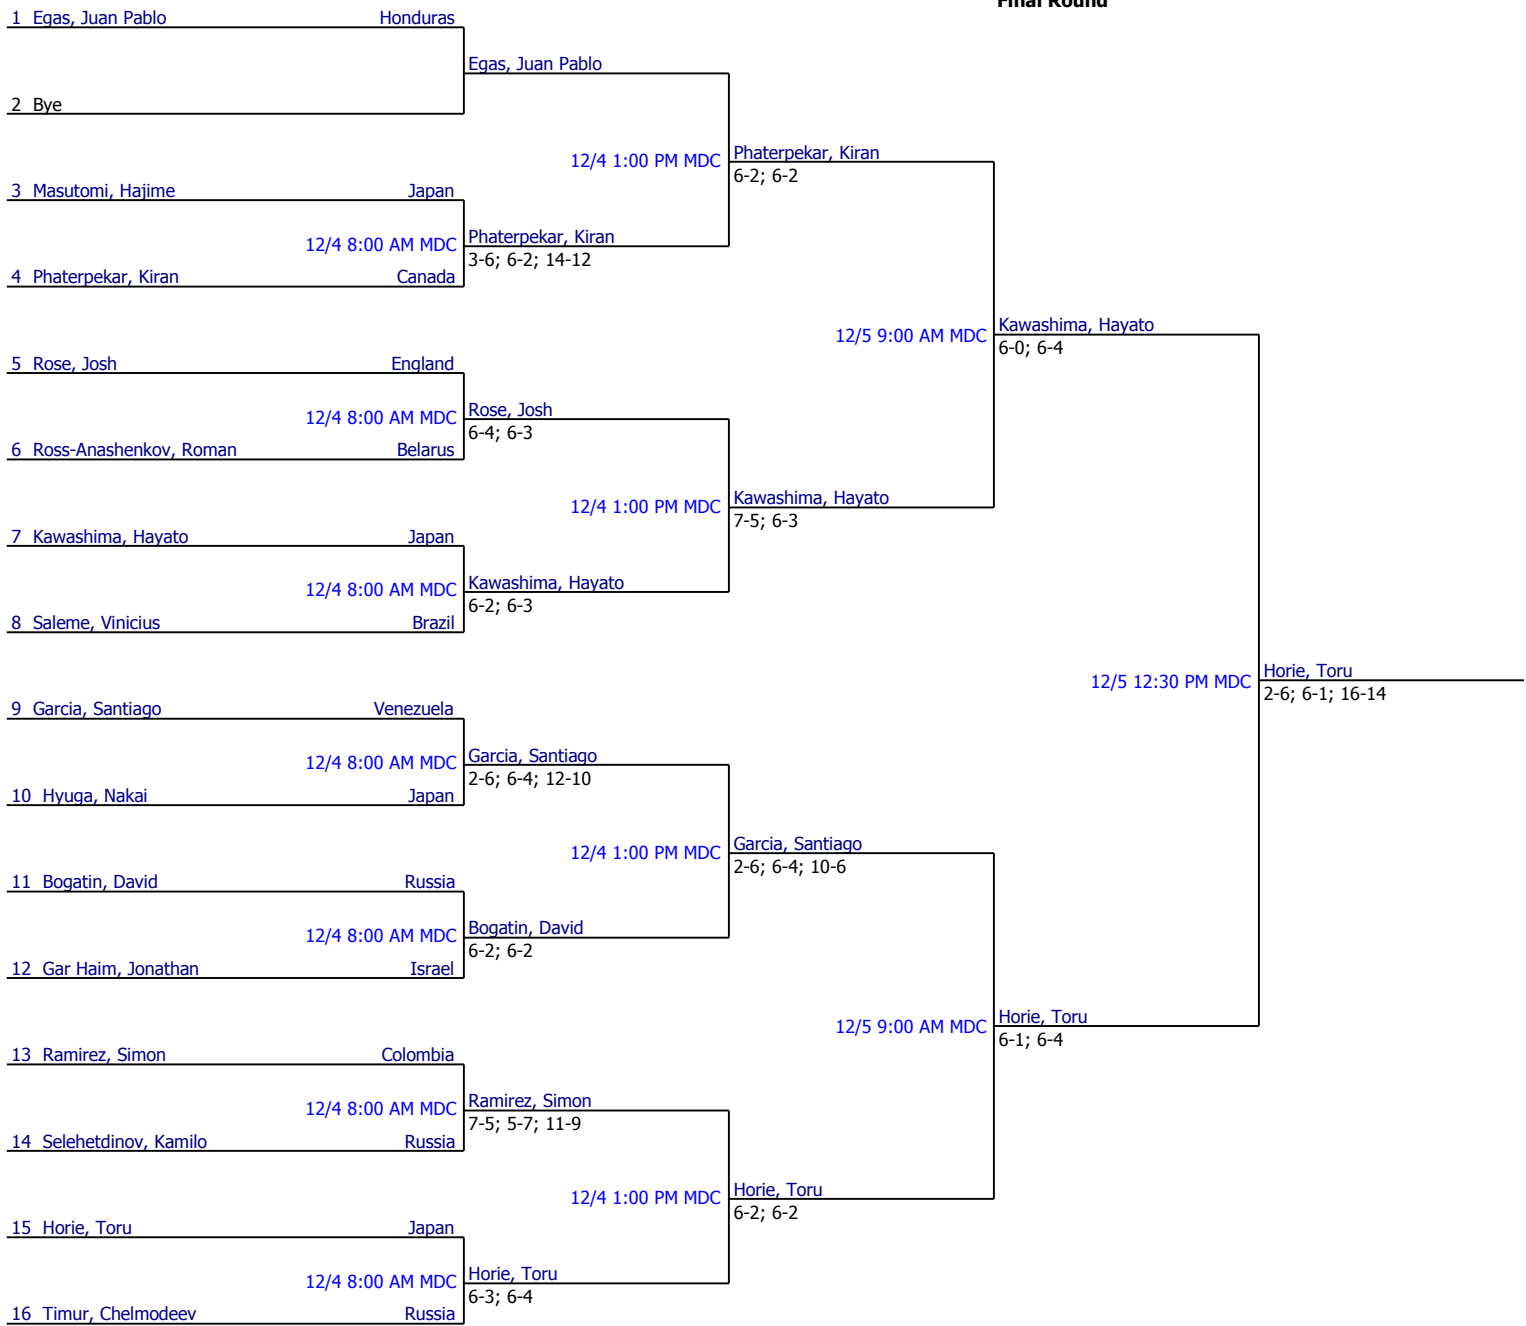 Final Round
1 Egas, Juan Pablo Honduras
Egas, Juan Pablo
2 Bye
12/4 1:00 PM MDC Phaterpekar, Kiran
6-2; 6-2
3 Masutomi, Hajime Japan
12/4 8:00 AM MDC Phaterpekar, Kiran
3-6; 6-2; 14-12
4 Phaterpekar, Kiran Canada
12/5 9:00 AM MDC Kawashima, Hayato
6-0; 6-4
5 Rose, Josh England
12/4 8:00 AM MDC Rose, Josh
6-4; 6-3
6 Ross-Anashenkov, Roman Belarus
12/4 1:00 PM MDC Kawashima, Hayato
7-5; 6-3
7 Kawashima, Hayato Japan
12/4 8:00 AM MDC Kawashima, Hayato
6-2; 6-3
8 Saleme, Vinicius Brazil
12/5 12:30 PM MDC Horie, Toru
2-6; 6-1; 16-14
9 Garcia, Santiago Venezuela
12/4 8:00 AM MDC Garcia, Santiago
2-6; 6-4; 12-10
10 Hyuga, Nakai Japan
12/4 1:00 PM MDC Garcia, Santiago
2-6; 6-4; 10-6
11 Bogatin, David Russia
12/4 8:00 AM MDC Bogatin, David
6-2; 6-2
12 Gar Haim, Jonathan Israel
12/5 9:00 AM MDC Horie, Toru
6-1; 6-4
13 Ramirez, Simon Colombia
12/4 8:00 AM MDC Ramirez, Simon
7-5; 5-7; 11-9
14 Selehetdinov, Kamilo Russia
12/4 1:00 PM MDC Horie, Toru
6-2; 6-2
15 Horie, Toru Japan
12/4 8:00 AM MDC Horie, Toru
6-3; 6-4
16 Timur, Chelmodeev Russia